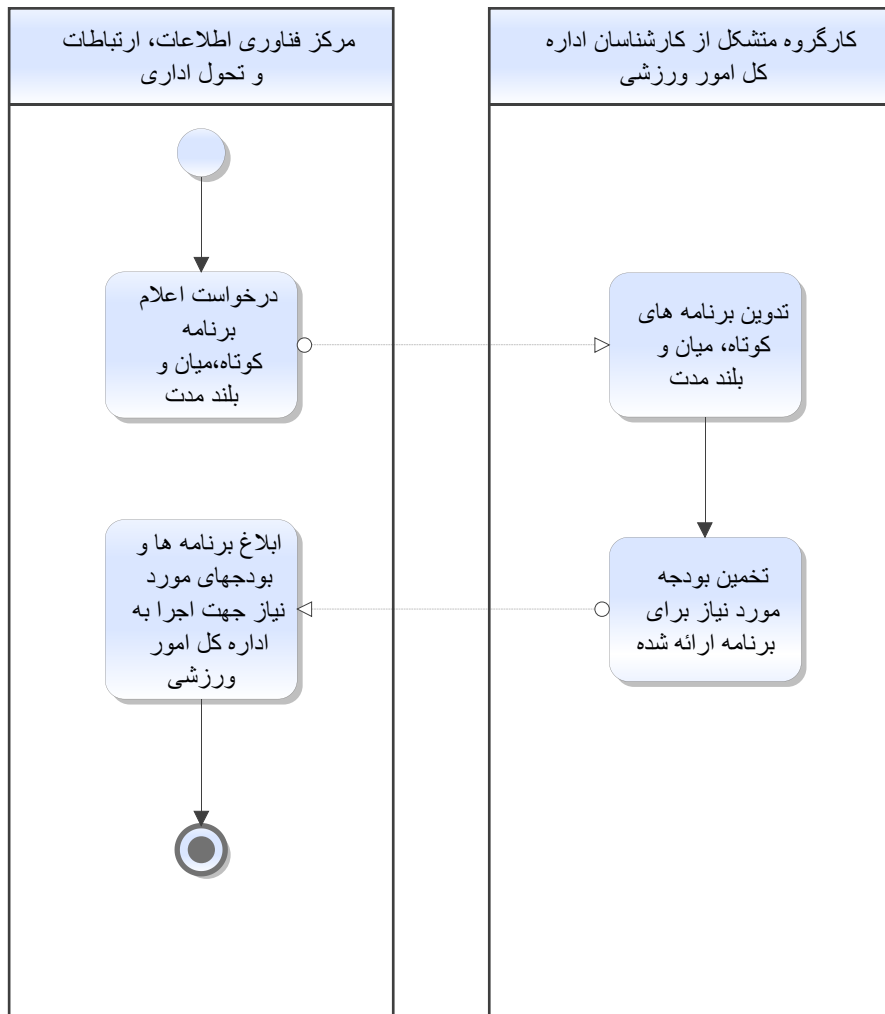 کارگروه متشکل از کارشناسان اداره
کل امور ورزشی
مرکز فناوری اطلاعات، ارتباطات
و تحول اداری
درخواست اعلام
برنامه
کوتاه،میان و
بلند مدت
تدوین برنامه های
کوتاه، میان و
بلند مدت
تخمین بودجه
مورد نیاز برای
برنامه ارائه شده
ابلاغ برنامه ها و
بودجهای مورد
نیاز جهت اجرا به
اداره کل امور
ورزشی